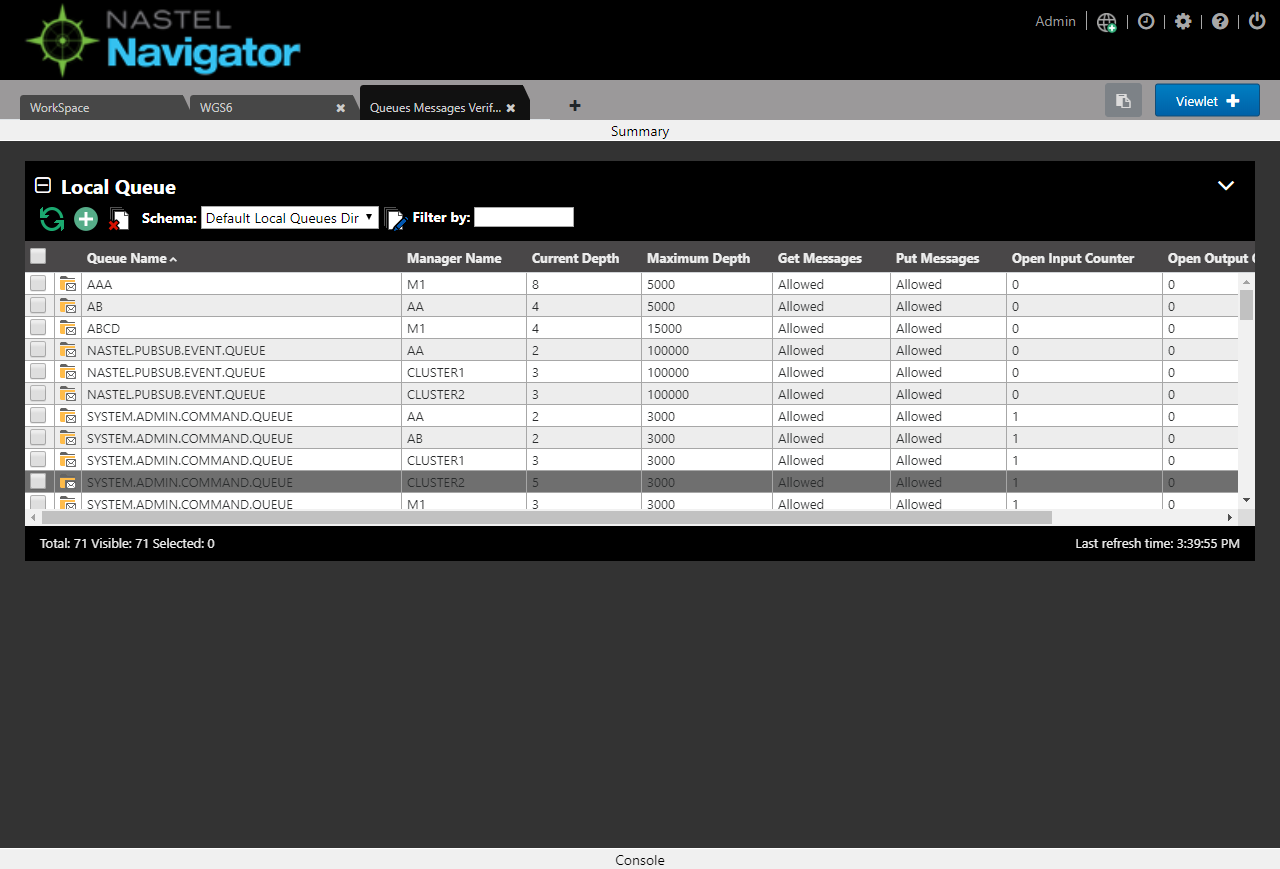 NASTEL
Navigator
Admin
WorkSpace
WGS6
Queues Messages Verif...
Viewlet
Summary
Local Queue
Schema: Default Local Queues Dir Filter by:
Queue Name Manager Name Current Depth Maximum Depth Get Messages Put Messages Open Input Counter Open Output
AAA M1 8 5000 Allowed Allowed 0 0
AB AA 4 5000 Allowed Allowed 0 0
ABCD M1 4 15000 Allowed Allowed 0 0
NASTEL.PUBSUB.EVENT.QUEUE AA 2 100000 Allowed Allowed 0 0
NASTEL.PUBSUB.EVENT.QUEUE CLUSTER1 3 100000 Allowed Allowed 0 0
NASTEL.PUBSUB.EVENT.QUEUE CLUSTER2 3 100000 Allowed Allowed 0 0
SYSTEM.ADMIN.COMMAND.QUEUE AA 2 3000 Allowed Allowed 1 0
SYSTEM.ADMIN.COMMAND.QUEUE AB 2 3000 Allowed Allowed 1 0
SYSTEM.ADMIN.COMMAND.QUEUE CLUSTER1 3 3000 Allowed Allowed 1 0
SYSTEM.ADMIN.COMMAND.QUEUE CLUSTER2 5 3000 Allowed Allowed 1 0
SYSTEM.ADMIN.COMMAND.QUEUE M1 3 3000 Allowed Allowed 1 0
Total: 71 Visible: 71 Selected: 0
Last refresh time: 3:39:55 PM
Console